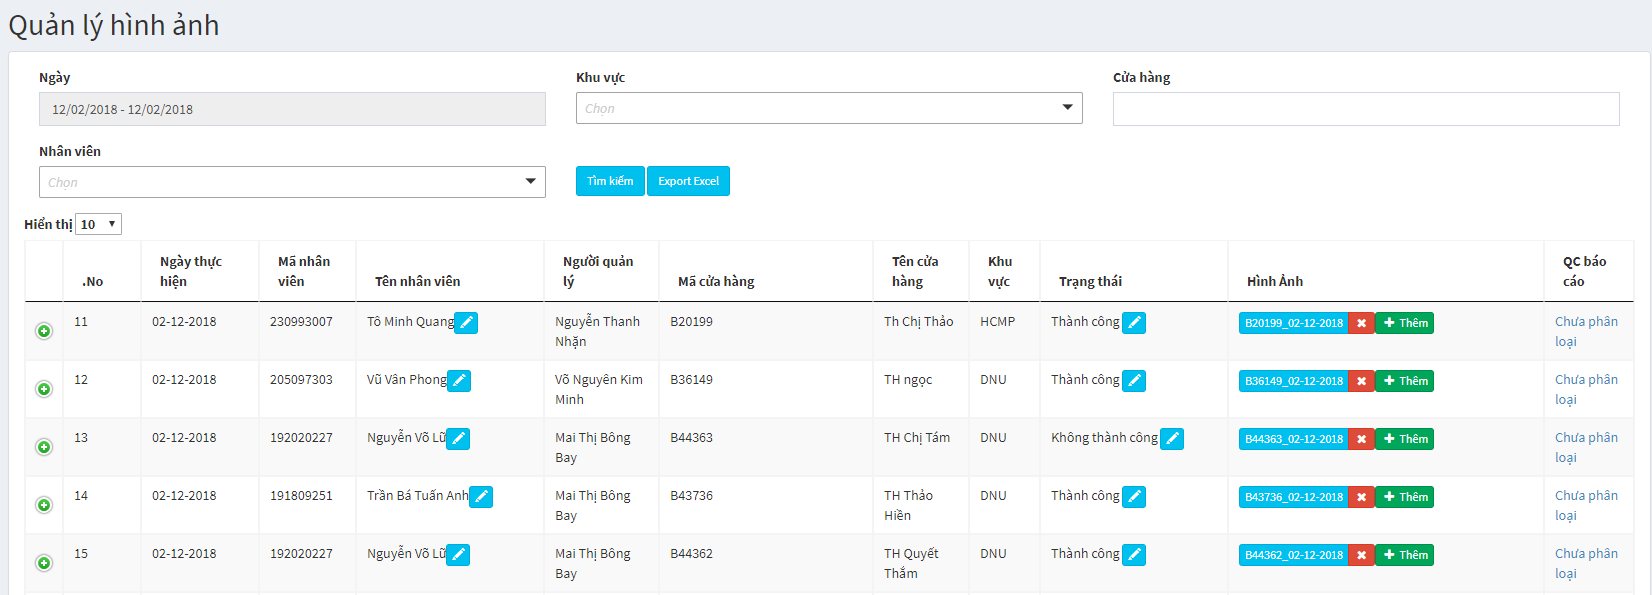 Quản lý hình ảnh
Ngày
Khu vực
Cửa hàng
12/02/2018 - 12/02/2018
Chọn
Nhân viên
Chọn
Tìm kiếm
Export Excel
Hiển thị 10
.No
Ngày thực hiện
Mã nhân viên
Tên nhân viên
Người quản lý
Mã cửa hàng
Tên cửa hàng
Khu vực
Trạng thái
Hình Ảnh
QC báo cáo
11 02-12-2018 230993007 Tô Minh Quang Nguyễn Thanh Nhặn B20199 Th Chị Thảo HCMP Thành công B20199_02-12-2018 Thêm Chưa phân loại
12 02-12-2018 205097303 Vũ Vân Phong Võ Nguyên Kim Minh B36149 TH ngọc DNU Thành công B36149_02-12-2018 Thêm Chưa phân loại
13 02-12-2018 192020227 Nguyễn Võ Lữ Mai Thị Bông Bay B44363 TH Chị Tám DNU Không thành công B44363_02-12-2018 Thêm Chưa phân loại
14 02-12-2018 191809251 Trần Bá Tuấn Anh Mai Thị Bông Bay B43736 TH Thảo Hiền DNU Thành công B43736_02-12-2018 Thêm Chưa phân loại
15 02-12-2018 192020227 Nguyễn Võ Lữ Mai Thị Bông Bay B44362 TH Quyết Thắm DNU Thành công B44362_02-12-2018 Thêm Chưa phân loại